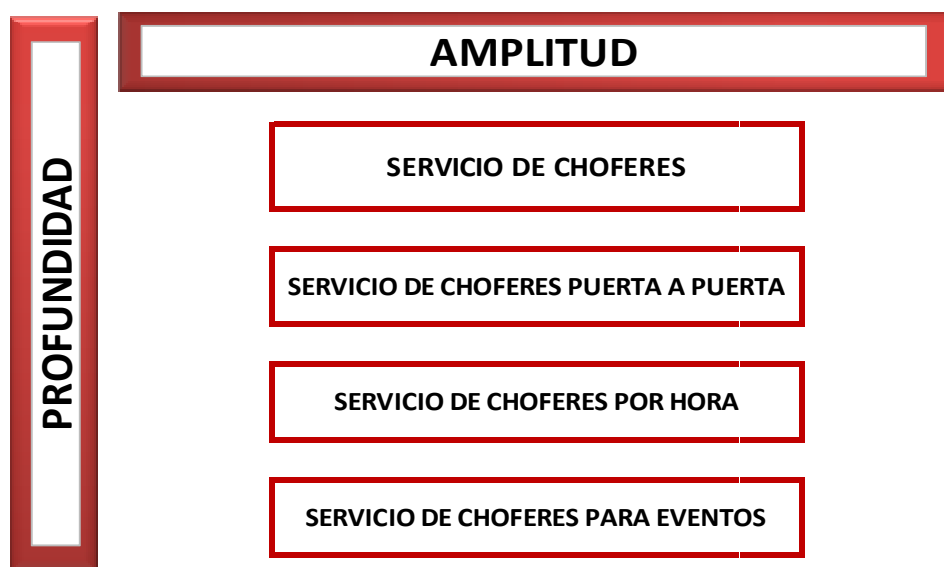 AMPLITUD
PROFUNDIDAD
SERVICIO DE CHOFERES
SERVICIO DE CHOFERES PUERTA A PUERTA
SERVICIO DE CHOFERES POR HORA
SERVICIO DE CHOFERES PARA EVENTOS